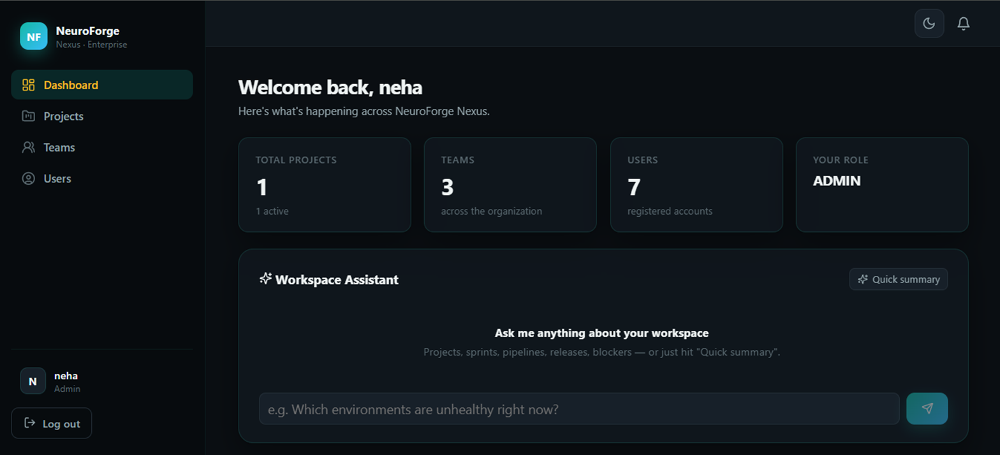 NF
NeuroForge
Nexus · Enterprise
Dashboard
Projects
Teams
Users
neha
N
Admin
Log out
Welcome back, neha
Here's what's happening across NeuroForge Nexus.
TOTAL PROJECTS
1
1 active
TEAMS
3
across the organization
USERS
7
registered accounts
YOUR ROLE
ADMIN
Workspace Assistant
Quick summary
Ask me anything about your workspace
Projects, sprints, pipelines, releases, blockers — or just hit "Quick summary".
e.g. Which environments are unhealthy right now?